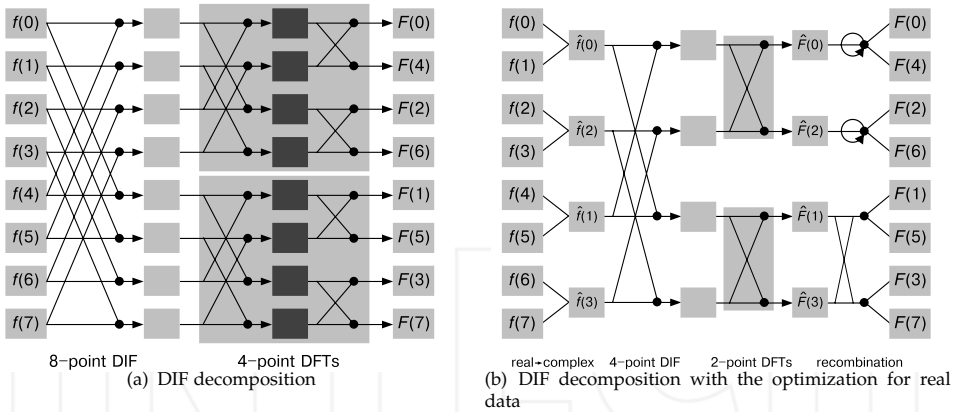 f(0)
f(1)
f(2)
f(3)
f(4)
f(5)
f(6)
f(7)
F(0)
F(4)
F(2)
F(6)
F(1)
F(5)
F(3)
F(7)
8-point DIF 4-point DFTs
(a) DIF decomposition
f(0)
f(1)
f(2)
f(3)
f(4)
f(5)
f(6)
f(7)
f̂(0)
f̂(2)
f̂(1)
f̂(3)
F̂(0)
F̂(2)
F̂(1)
F̂(3)
F(0)
F(4)
F(2)
F(6)
F(1)
F(5)
F(3)
F(7)
real→complex 4-point DIF 2-point DFTs recombination
(b) DIF decomposition with the optimization for real
data